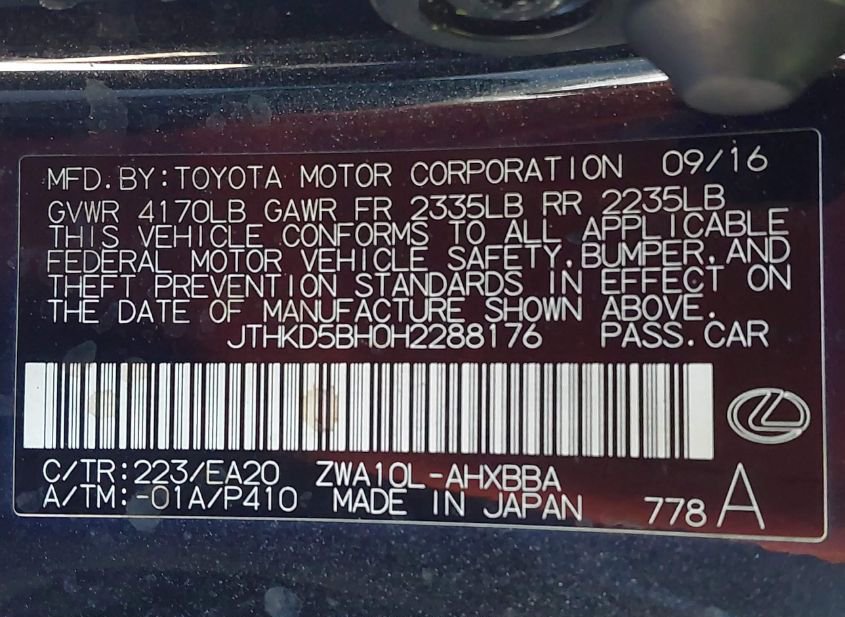 MFD. BY: TOYOTA MOTOR CORPORATION 09/16
GVWR 4170LB GAWR FR 2335LB RR 2235LB
THIS VEHICLE CONFORMS TO ALL APPLICABLE
FEDERAL MOTOR VEHICLE SAFETY, BUMPER, AND
THEFT PREVENTION STANDARDS IN EFFECT ON
THE DATE OF MANUFACTURE SHOWN ABOVE.
JTHKD5BH0H2288176 PASS. CAR
C/TR: 223/EA20 ZWA10L-AHXBBA
A/TM: -01A/P410 MADE IN JAPAN 778 A